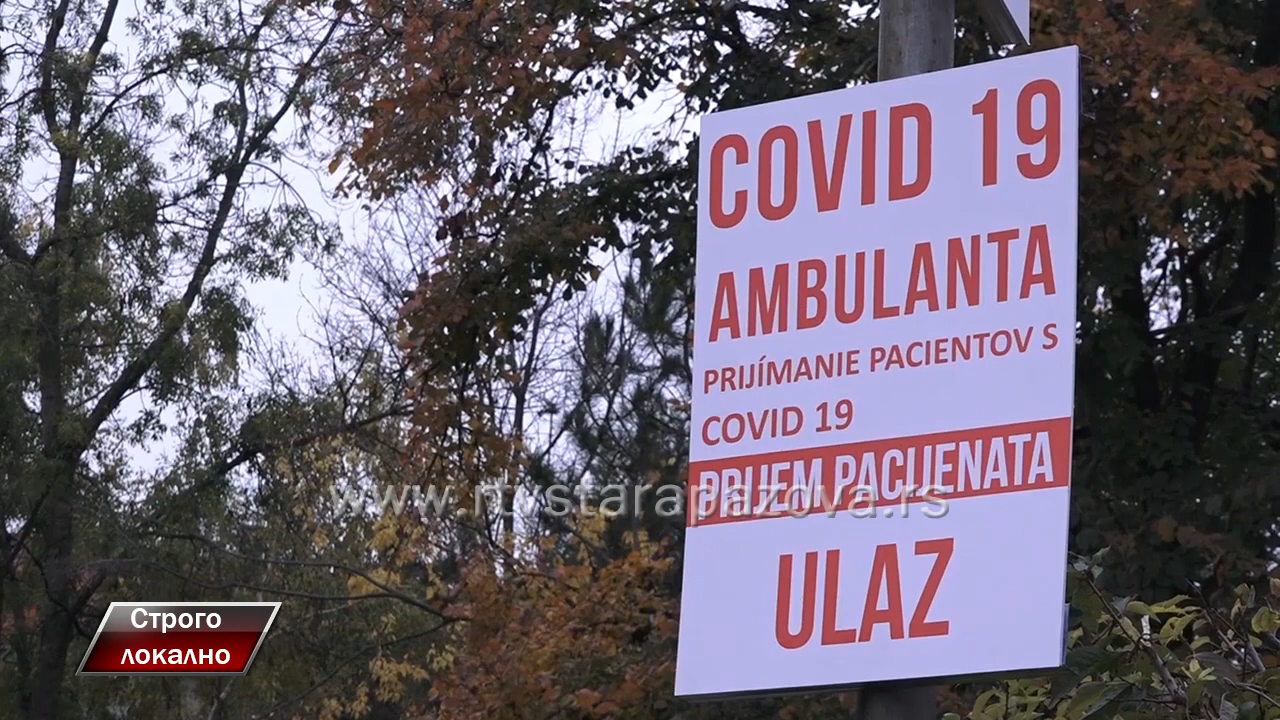 COVID 19
AMBULANTA
PRIJÍMANIE PACIENTOV S
COVID 19
PRIJEM PACIJENATA
www.rtvstarapazova.rs
ULAZ
Строго
локално